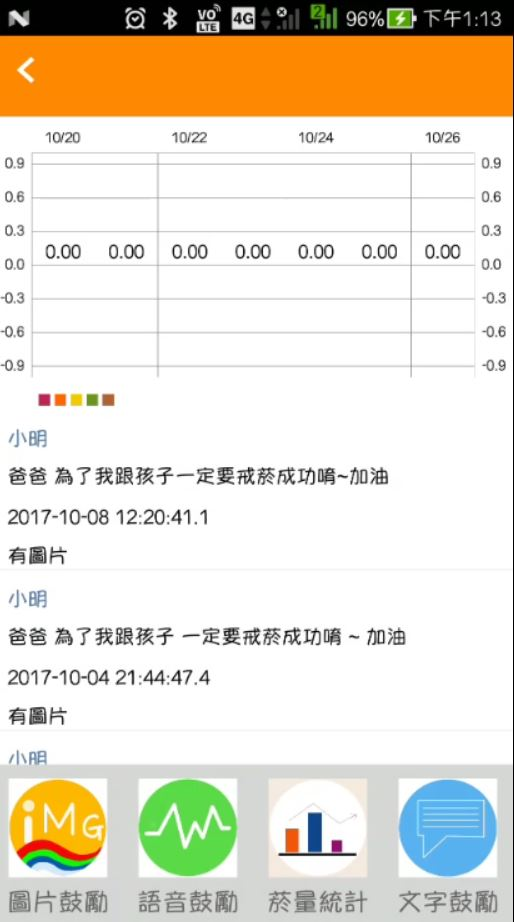 N VO LTE 4G 2 96% 下午1:13
10/20 10/22 10/24 10/26
0.9 0.9
0.6 0.6
0.3 0.3
0.00 0.00 0.00 0.00 0.00 0.00 0.00
0.0 0.0
-0.3 -0.3
-0.6 -0.6
-0.9 -0.9
小明
爸爸 為了我跟孩子一定要戒菸成功唷~加油
2017-10-08 12:20:41.1
有圖片
小明
爸爸 為了我跟孩子 一定要戒菸成功唷 ~ 加油
2017-10-04 21:44:47.4
有圖片
小明
iMG
圖片鼓勵 語音鼓勵 菸量統計 文字鼓勵